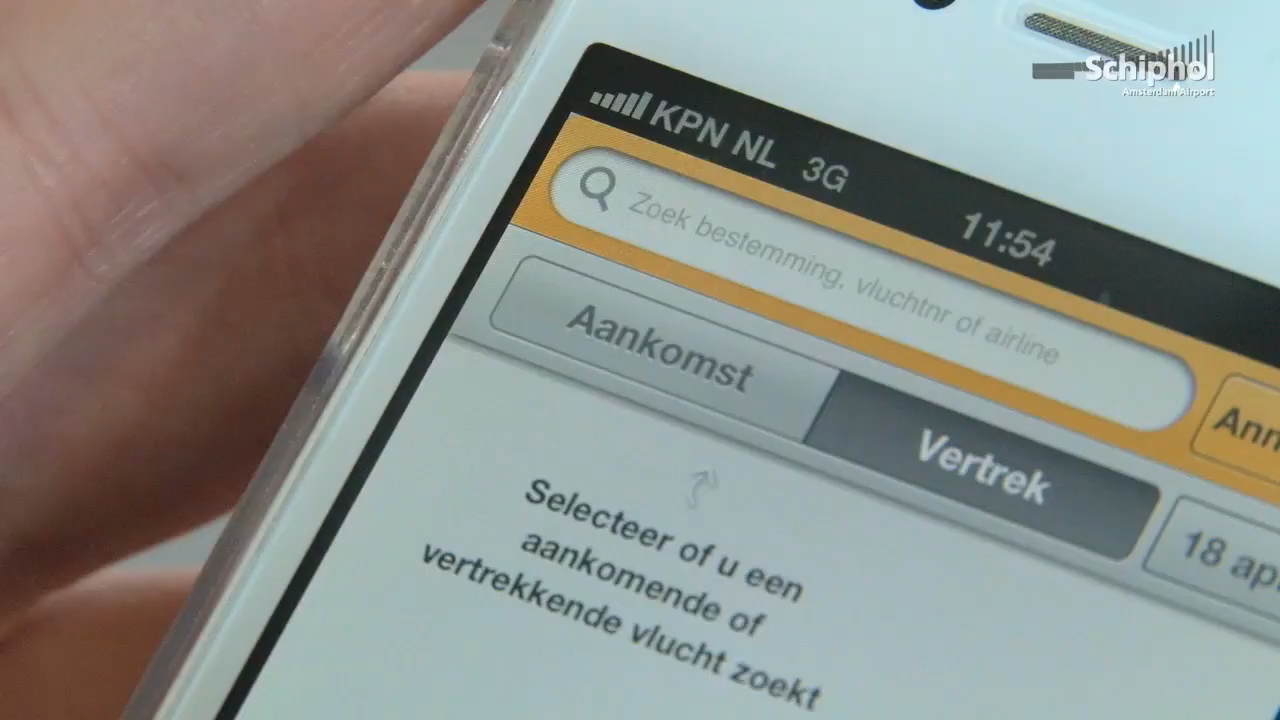 Schiphol
Amsterdam Airport
KPN NL 3G 11:54
Zoek bestemming, vluchtnr of airline
Ann
Aankomst
Vertrek
18 ap
Selecteer of u een
aankomende of
vertrekkende vlucht zoekt